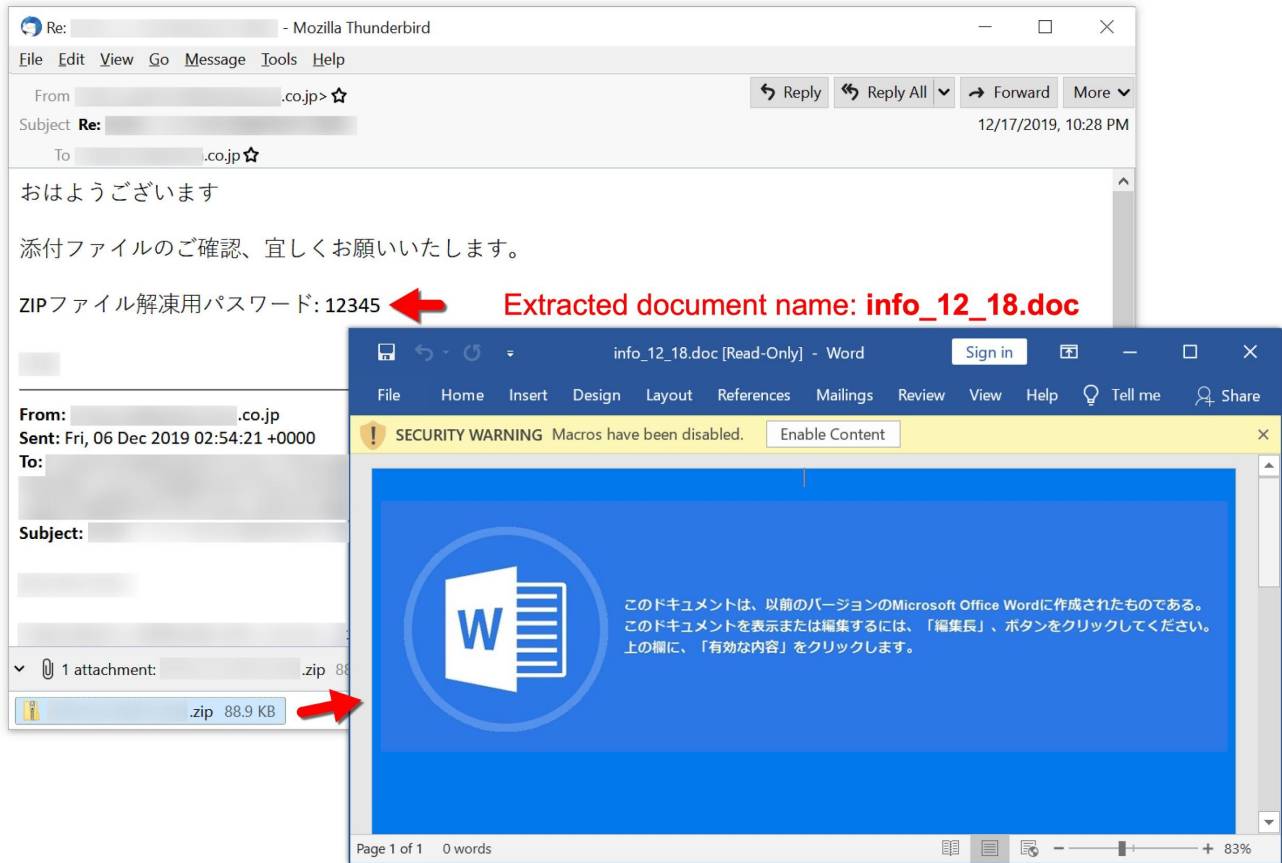 Re: - Mozilla Thunderbird
File Edit View Go Message Tools Help
From .co.jp>
Reply Reply All Forward More
Subject Re:
12/17/2019, 10:28 PM
To .co.jp
おはようございます
添付ファイルのご確認、宜しくお願いいたします。
ZIPファイル解凍用パスワード: 12345
Extracted document name: info_12_18.doc
From: .co.jp
Sent: Fri, 06 Dec 2019 02:54:21 +0000
To:
Subject:
1 attachment: .zip 88
.zip 88.9 KB
info_12_18.doc [Read-Only] - Word
Sign in
File Home Insert Design Layout References Mailings Review View Help Tell me Share
SECURITY WARNING Macros have been disabled. Enable Content
W
このドキュメントは、以前のバージョンのMicrosoft Office Wordに作成されたものである。
このドキュメントを表示または編集するには、「編集長」、ボタンをクリックしてください。
上の欄に、「有効な内容」をクリックします。
Page 1 of 1 0 words
83%